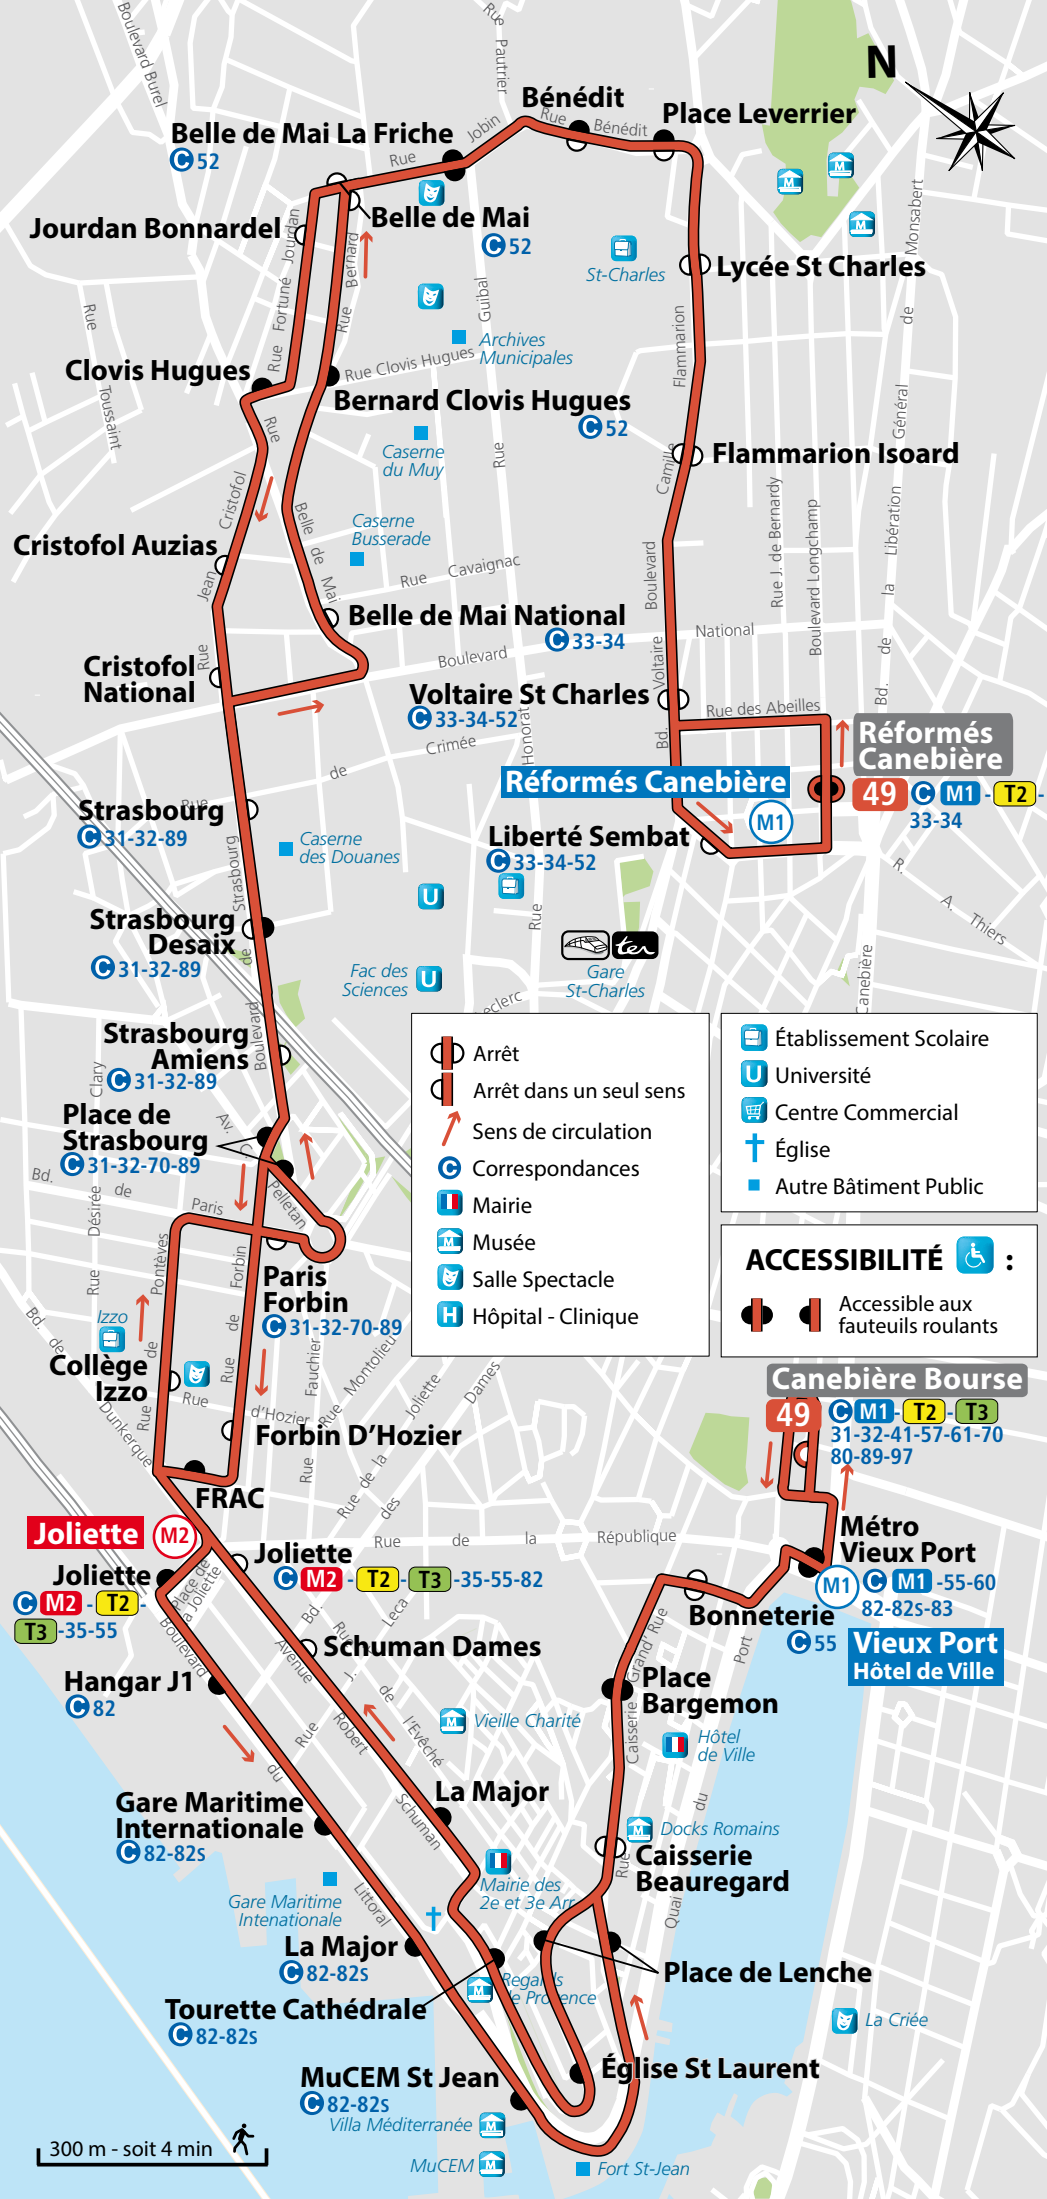 Boulevard Burel
Rue Pautrier
N
Bénédit
Place Leverrier
Rue Bénédit
Belle de Mai La Friche
C 52
Rue Jobin
Monsabert
Jourdan Bonnardel
Belle de Mai
C 52
Rue Fortuné Jourdan
Rue Bernard
St-Charles
Lycée St Charles
de
Rue Toussaint
Guibal
Rue
Archives
Municipales
Flammarion
Clovis Hugues
Rue Clovis Hugues
Bernard Clovis Hugues
C 52
Général
Rue
Caserne
du Muy
Camille
Flammarion Isoard
Cristofol
Jean
Rue
Belle de Mai
Caserne
Busserade
Rue J. de Bernardy
Boulevard Longchamp
Libération
la
de
Bd.
Cristofol Auzias
Rue Cavaignac
Boulevard
Belle de Mai National
C 33-34
National
Boulevard
Cristofol
National
Voltaire
Bd.
Voltaire St Charles
C 33-34-52
Rue des Abeilles
Honorat
Rue
Crimée
de
Rue
Réformés
Canebière
49 C M1 - T2 -
33-34
Réformés Canebière
M1
Strasbourg
C 31-32-89
Liberté Sembat
C 33-34-52
Caserne
des Douanes
Strasbourg
de
Boulevard
U
R. A. Thiers
Canebière
Strasbourg
Desaix
C 31-32-89
ter
Gare
St-Charles
Fac des
Sciences
U
Leclerc
Strasbourg
Amiens
C 31-32-89
Clary
Désirée
Rue
Place de
Strasbourg
C 31-32-70-89
Av. C. Pelletan
Bd. de Paris
Arrêt
Arrêt dans un seul sens
Sens de circulation
C Correspondances
Mairie
M Musée
Salle Spectacle
H Hôpital - Clinique
Établissement Scolaire
U Université
Centre Commercial
Église
Autre Bâtiment Public
ACCESSIBILITÉ :
Accessible aux
fauteuils roulants
Rue de Pontevès
Rue de Forbin
Paris
Forbin
C 31-32-70-89
Izzo
Collège
Izzo
Bd. de Dunkerque
Rue d'Hozier
Rue Fauchier
Rue Montolieu
Rue de la Joliette
des Dames
Forbin D'Hozier
FRAC
Canebière Bourse
49 C M1 - T2 - T3
31-32-41-57-61-70
80-89-97
Joliette M2
Joliette
C M2 - T2 -
T3 -35-55
Place de
la Joliette
Joliette
C M2 - T2 - T3 -35-55-82
Rue de la République
Métro
Vieux Port
M1 C M1 -55-60
82-82s-83
Bonneterie
C 55
Vieux Port
Hôtel de Ville
Bd. Leca
Schuman Dames
Hangar J1
C 82
Boulevard du Littoral
Avenue Robert Schuman
Rue J. de l'Evêché
Rue
Grand' Rue
Rue Caisserie
Place
Bargemon
Hôtel
de Ville
Quai du Port
Vieille Charité
La Major
Gare Maritime
Internationale
C 82-82s
Docks Romains
Caisserie
Beauregard
Mairie des
2e et 3e Arr.
Gare Maritime
Intenationale
La Major
C 82-82s
Place de Lenche
Regards
de Provence
Tourette Cathédrale
C 82-82s
La Criée
Église St Laurent
MuCEM St Jean
C 82-82s
Villa Méditerranée
MuCEM
Fort St-Jean
300 m - soit 4 min